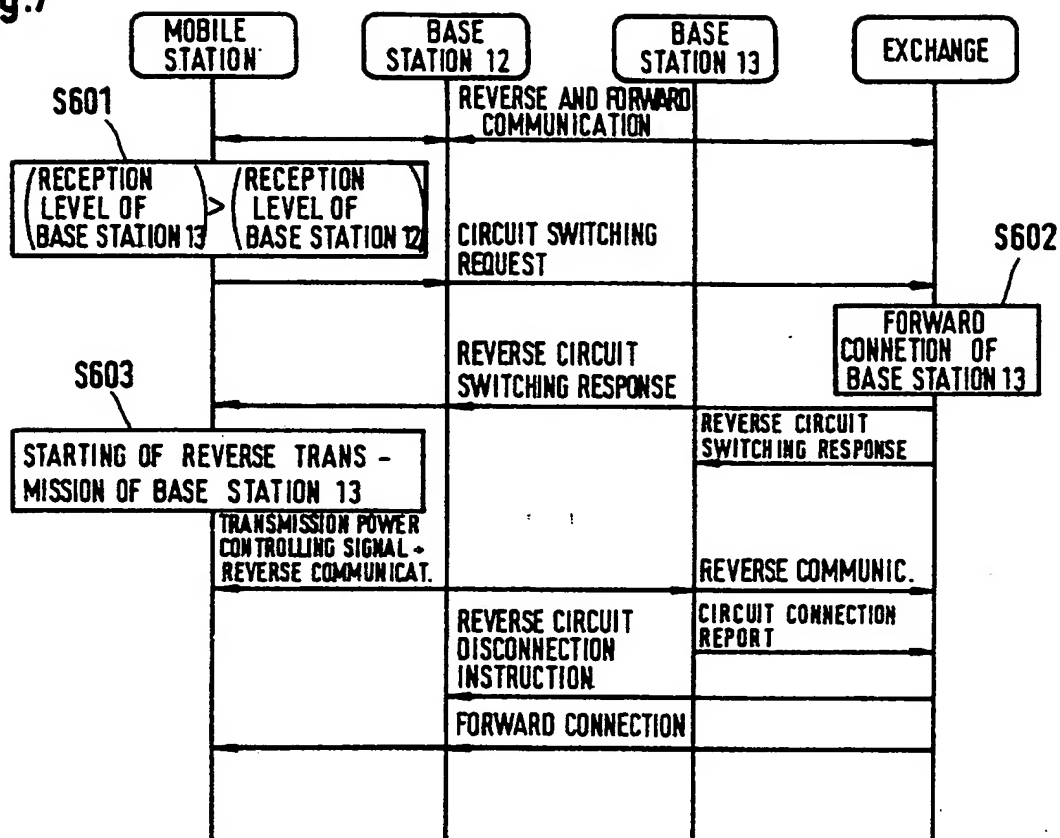 g.7
MOBILE
STATION
BASE
STATION 12
BASE
STATION 13
EXCHANGE
REVERSE AND FORWARD
COMMUNICATION
S601
(RECEPTION
LEVEL OF
BASE STATION 13)
>
(RECEPTION
LEVEL OF
BASE STATION 12)
CIRCUIT SWITCHING
REQUEST
S602
FORWARD
CONNETION OF
BASE STATION 13
REVERSE CIRCUIT
SWITCHING RESPONSE
S603
REVERSE CIRCUIT
SWITCHING RESPONSE
STARTING OF REVERSE TRANS -
MISSION OF BASE STATION 13
TRANSMISSION POWER
CONTROLLING SIGNAL +
REVERSE COMMUNICAT.
REVERSE COMMUNIC.
CIRCUIT CONNECTION
REPORT
REVERSE CIRCUIT
DISCONNECTION
INSTRUCTION
FORWARD CONNECTION